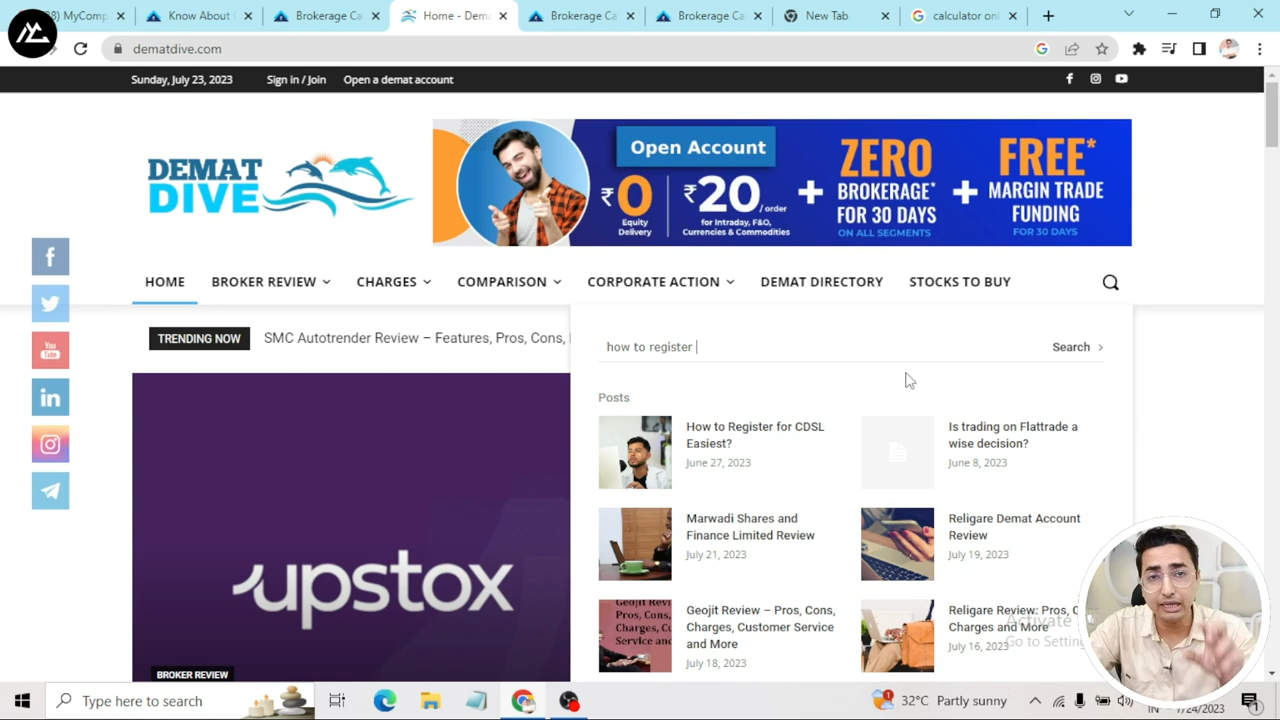 8) MyComp
Know About C
Brokerage Ca
Home - Dema
Brokerage Ca
Brokerage Ca
New Tab
calculator onl
dematdive.com
Sunday, July 23, 2023
Sign in / Join
Open a demat account
DEMAT
DIVE
Open Account
₹0
Equity
Delivery
₹20 /order
for Intraday, F&O,
Currencies & Commodities
+
ZERO
BROKERAGE*
FOR 30 DAYS
ON ALL SEGMENTS
+
FREE*
MARGIN TRADE
FUNDING
FOR 30 DAYS
HOME
BROKER REVIEW
CHARGES
COMPARISON
CORPORATE ACTION
DEMAT DIRECTORY
STOCKS TO BUY
TRENDING NOW
SMC Autotrender Review – Features, Pros, Cons,
how to register
Search
Posts
How to Register for CDSL
Easiest?
June 27, 2023
Is trading on Flattrade a
wise decision?
June 8, 2023
Marwadi Shares and
Finance Limited Review
July 21, 2023
Religare Demat Account
Review
July 19, 2023
Geojit Review – Pros, Cons,
Charges, Customer Service
and More
July 18, 2023
Religare Review: Pros, C
Charges and More
July 16, 2023
upstox
BROKER REVIEW
Activate
Go to Settin
Type here to search
32°C Partly sunny
IN
7/24/2023